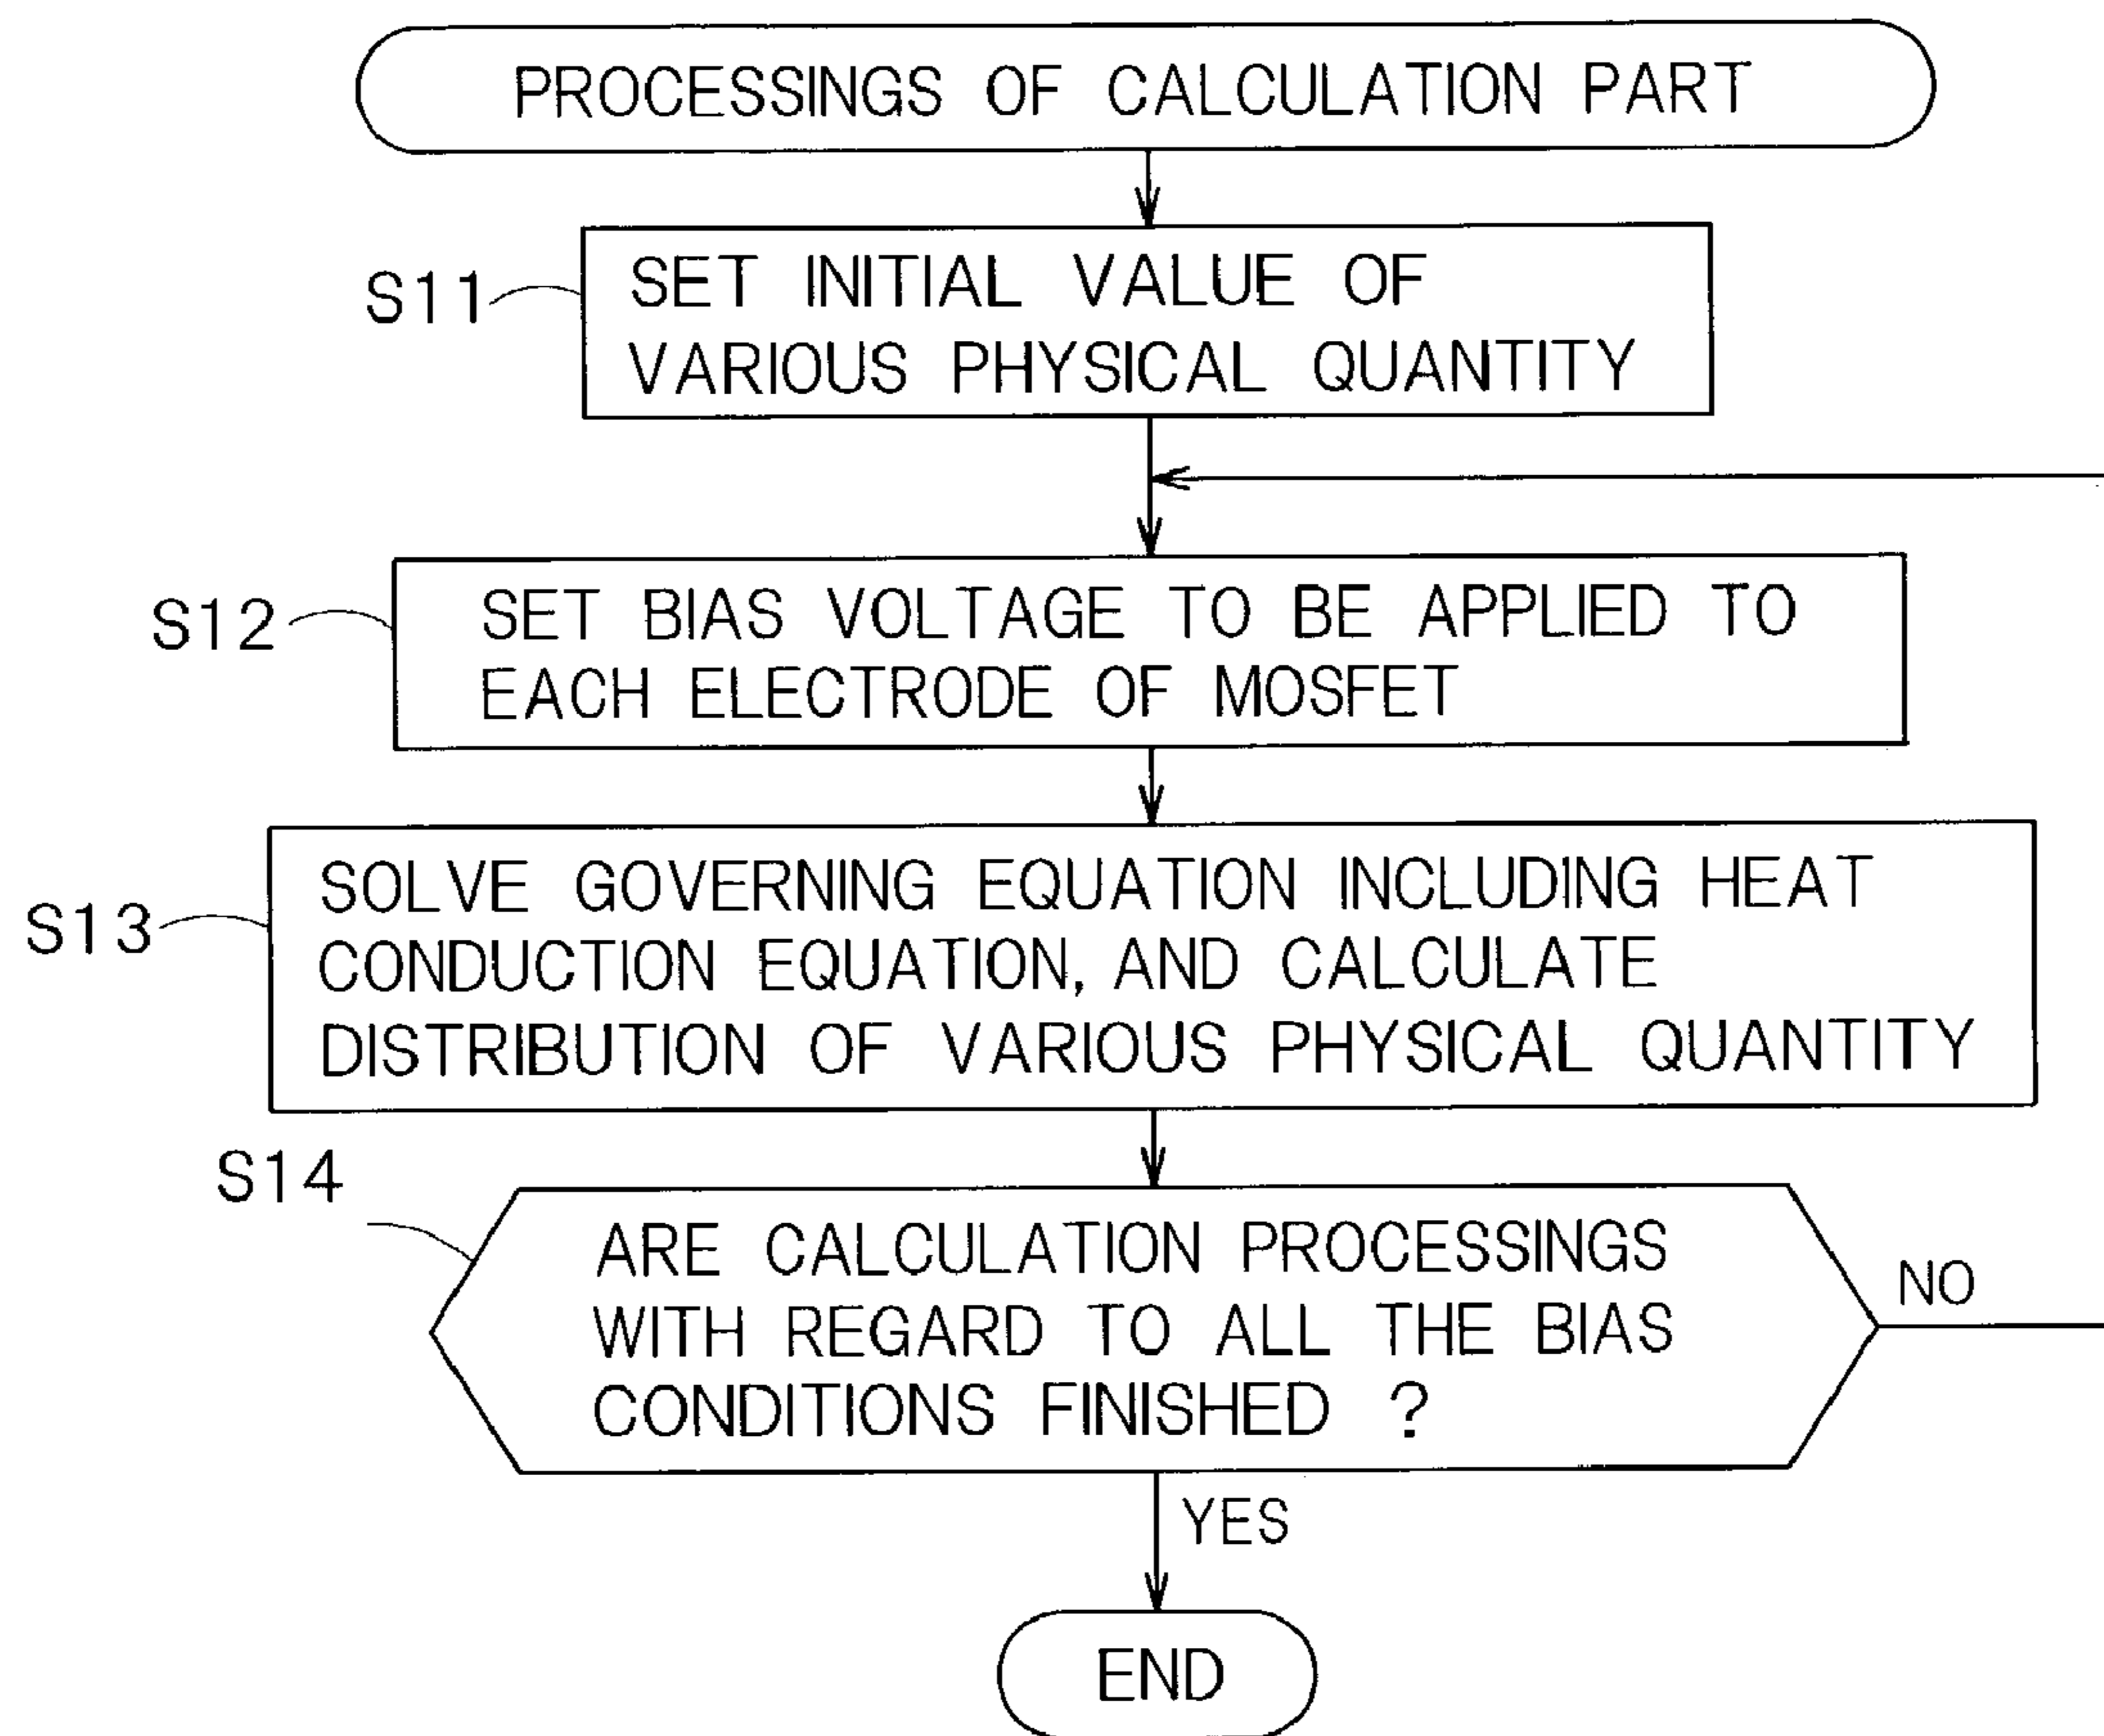 PROCESSINGS OF CALCULATION PART
S11
SET INITIAL VALUE OF
VARIOUS PHYSICAL QUANTITY
S12
SET BIAS VOLTAGE TO BE APPLIED TO
EACH ELECTRODE OF MOSFET
S13
SOLVE GOVERNING EQUATION INCLUDING HEAT
CONDUCTION EQUATION, AND CALCULATE
DISTRIBUTION OF VARIOUS PHYSICAL QUANTITY
S14
ARE CALCULATION PROCESSINGS
WITH REGARD TO ALL THE BIAS
CONDITIONS FINISHED ?
NO
YES
END